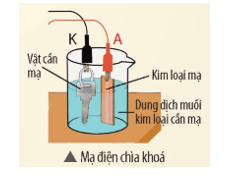 K A
Vật cần
mạ
Kim loại mạ
Dung dịch muối
kim loại cần mạ
▲ Mạ điện chìa khoá